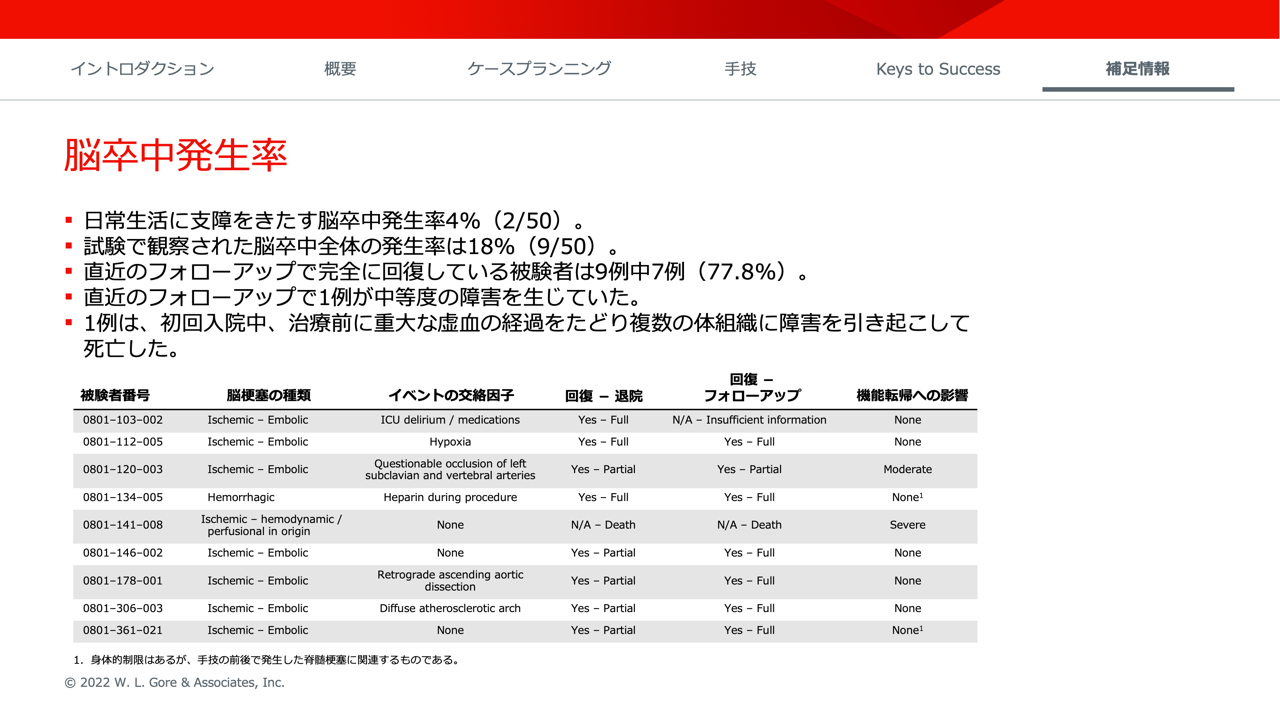 イントロダクション 概要 ケースプランニング 手技 Keys to Success 補足情報
脳卒中発生率
▪ 日常生活に支障をきたす脳卒中発生率4%（2/50）。
▪ 試験で観察された脳卒中全体の発生率は18%（9/50）。
▪ 直近のフォローアップで完全に回復している被験者は9例中7例（77.8%）。
▪ 直近のフォローアップで1例が中等度の障害を生じていた。
▪ 1例は、初回入院中、治療前に重大な虚血の経過をたどり複数の体組織に障害を引き起こして
死亡した。
被験者番号 脳梗塞の種類 イベントの交絡因子 回復 – 退院 回復 –
フォローアップ 機能転帰への影響
0801–103–002 Ischemic – Embolic ICU delirium / medications Yes – Full N/A – Insufficient information None
0801–112–005 Ischemic – Embolic Hypoxia Yes – Full Yes – Full None
0801–120–003 Ischemic – Embolic Questionable occlusion of left
subclavian and vertebral arteries Yes – Partial Yes – Partial Moderate
0801–134–005 Hemorrhagic Heparin during procedure Yes – Full Yes – Full None¹
0801–141–008 Ischemic – hemodynamic /
perfusional in origin None N/A – Death N/A – Death Severe
0801–146–002 Ischemic – Embolic None Yes – Partial Yes – Full None
0801–178–001 Ischemic – Embolic Retrograde ascending aortic
dissection Yes – Partial Yes – Full None
0801–306–003 Ischemic – Embolic Diffuse atherosclerotic arch Yes – Partial Yes – Full None
0801–361–021 Ischemic – Embolic None Yes – Partial Yes – Full None¹
1. 身体的制限はあるが、手技の前後で発生した脊髄梗塞に関連するものである。
© 2022 W. L. Gore & Associates, Inc.